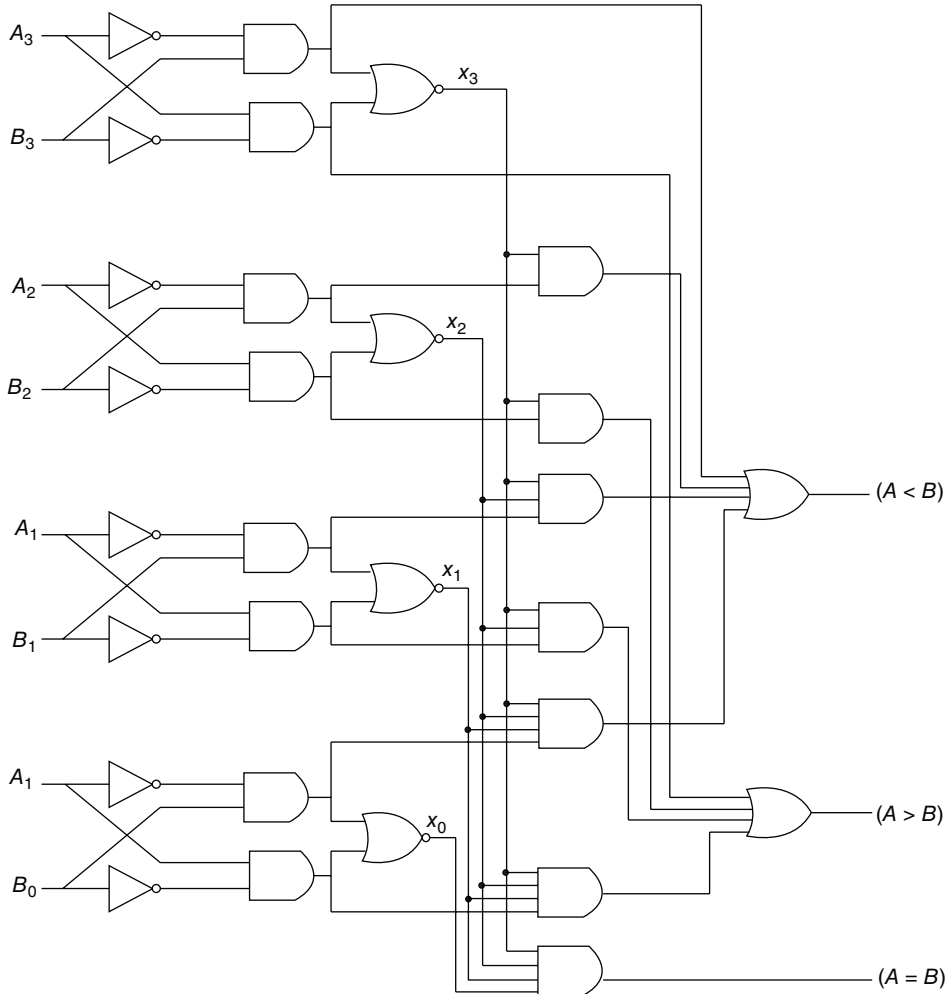 A₃
x₃
B₃
A₂
x₂
B₂
(A < B)
A₁
x₁
B₁
A₁
(A > B)
x₀
B₀
(A = B)